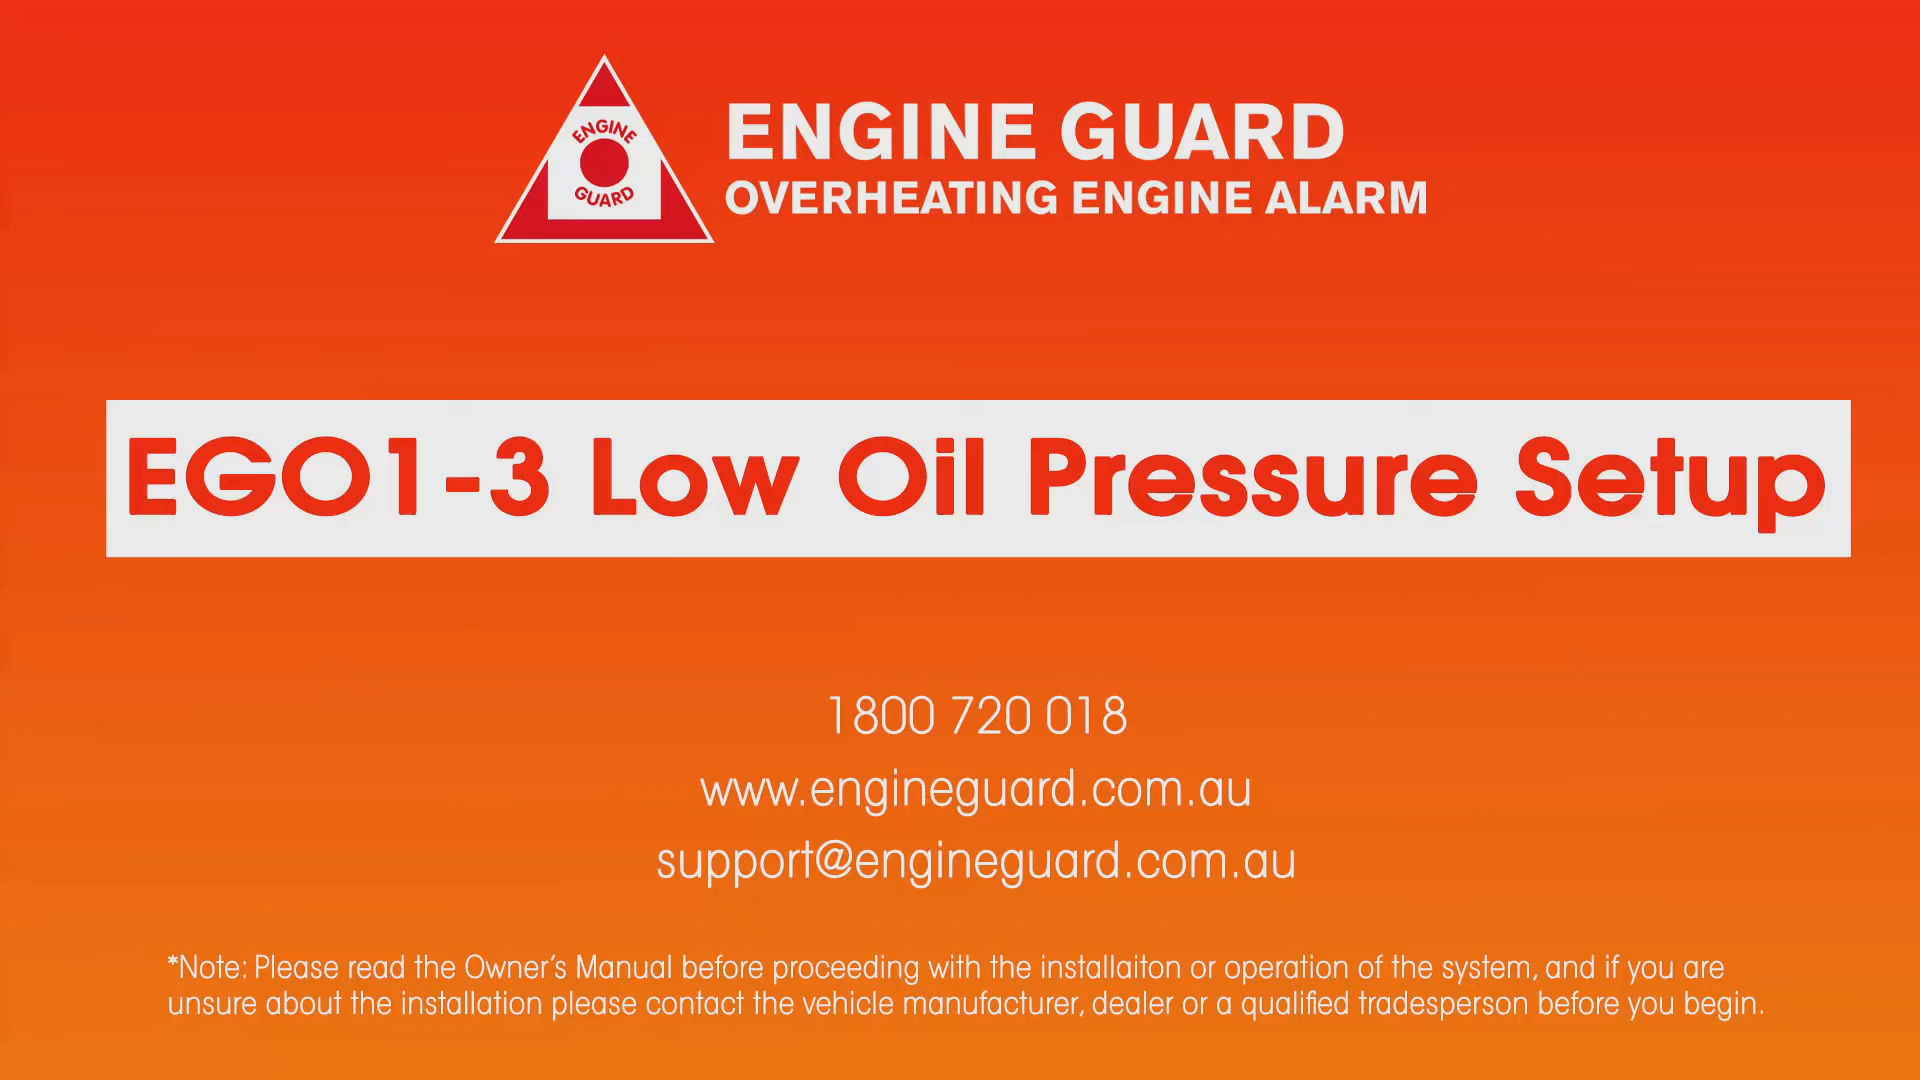 ENGINE
GUARD
ENGINE GUARD
OVERHEATING ENGINE ALARM
EGO1-3 Low Oil Pressure Setup
1800 720 018
www.engineguard.com.au
support@engineguard.com.au
*Note: Please read the Owner's Manual before proceeding with the installaiton or operation of the system, and if you are
unsure about the installation please contact the vehicle manufacturer, dealer or a qualified tradesperson before you begin.